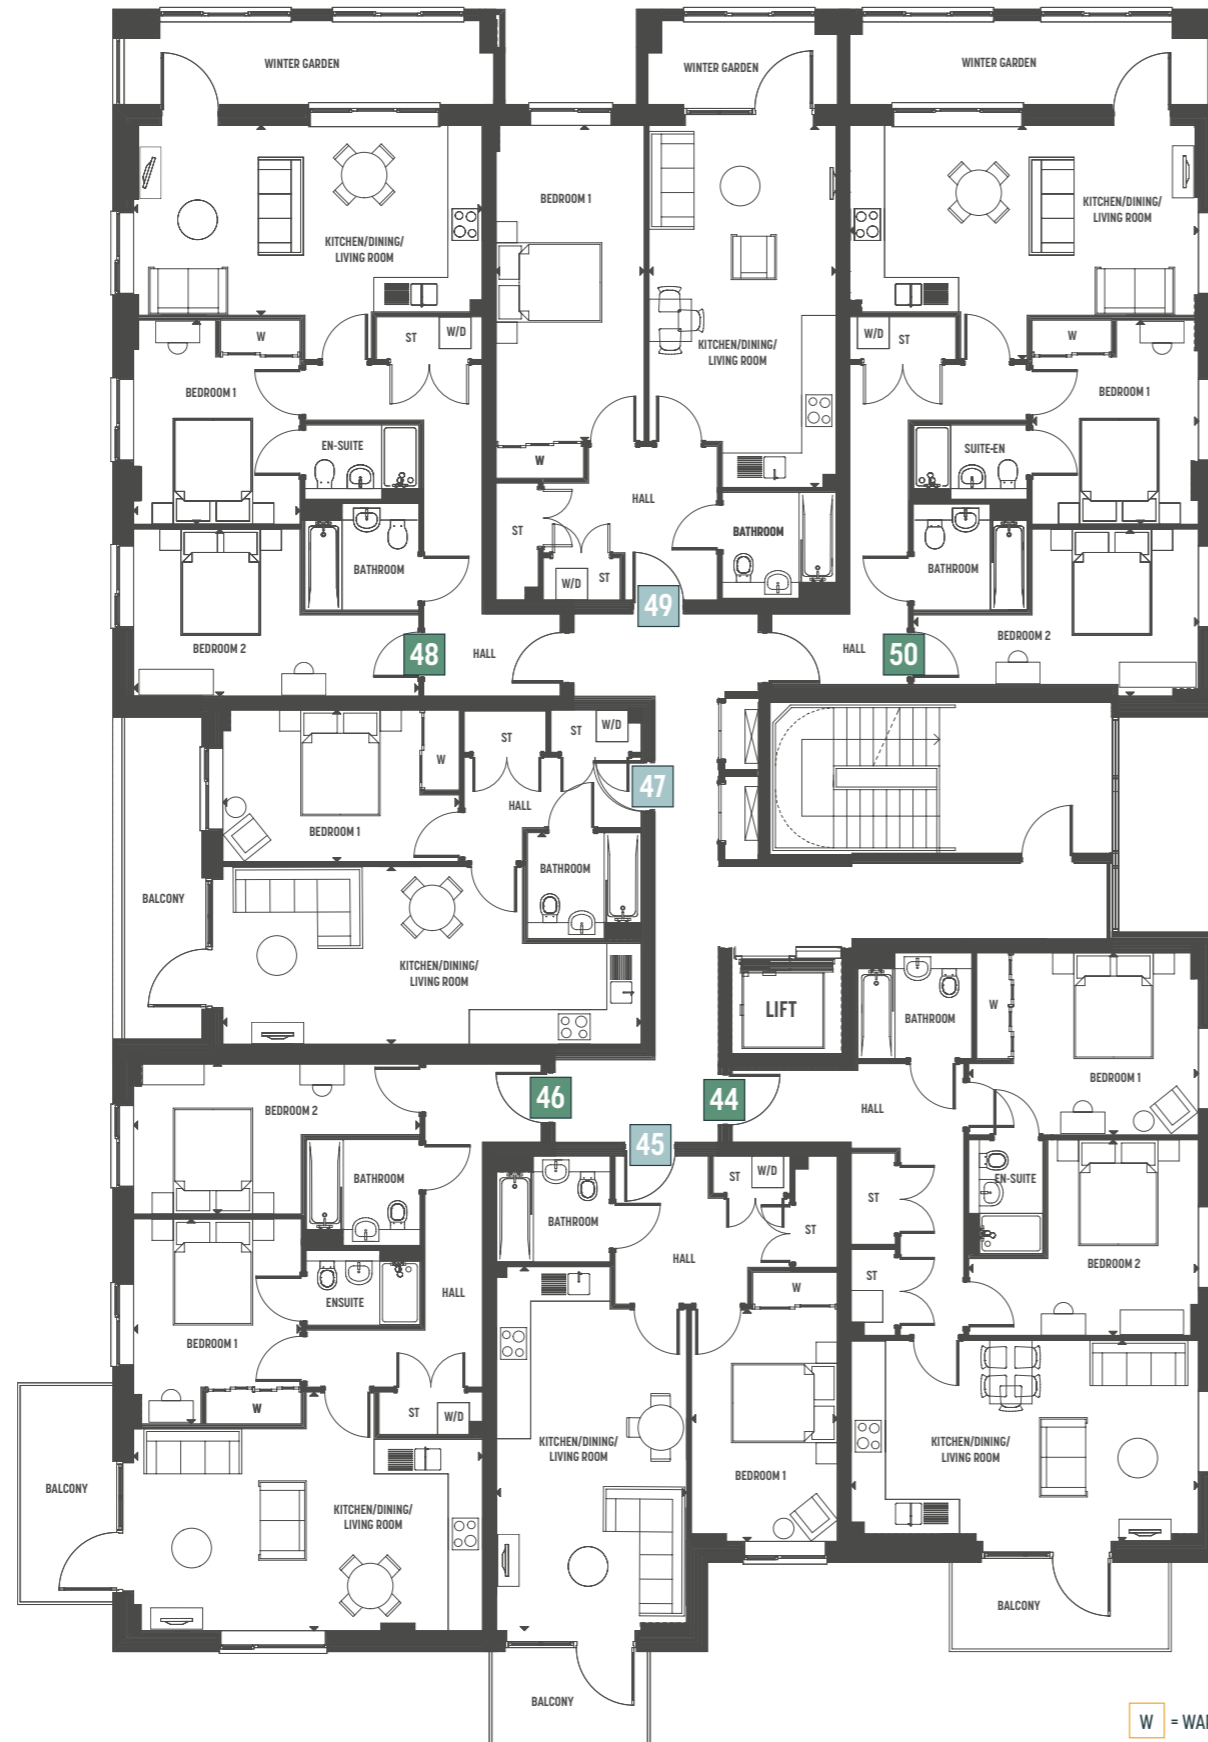 WINTER GARDEN
WINTER GARDEN
WINTER GARDEN
BEDROOM 1
KITCHEN/DINING/
LIVING ROOM
KITCHEN/DINING/
LIVING ROOM
KITCHEN/DINING/
LIVING ROOM
ST
W/D
W
W/D
ST
W
BEDROOM 1
BEDROOM 1
EN-SUITE
W
SUITE-EN
HALL
ST
BATHROOM
BATHROOM
W/D
ST
BATHROOM
49
BEDROOM 2
48
HALL
HALL
50
BEDROOM 2
ST
ST
W/D
W
47
HALL
BEDROOM 1
BATHROOM
BALCONY
KITCHEN/DINING/
LIVING ROOM
LIFT
BATHROOM
W
BEDROOM 1
46
44
BEDROOM 2
HALL
45
BATHROOM
ST
W/D
EN-SUITE
ST
BATHROOM
ST
HALL
BEDROOM 2
ST
ENSUITE
HALL
W
BEDROOM 1
W
ST
W/D
KITCHEN/DINING/
LIVING ROOM
KITCHEN/DINING/
LIVING ROOM
BEDROOM 1
BALCONY
KITCHEN/DINING/
LIVING ROOM
BALCONY
BALCONY
W = WAR